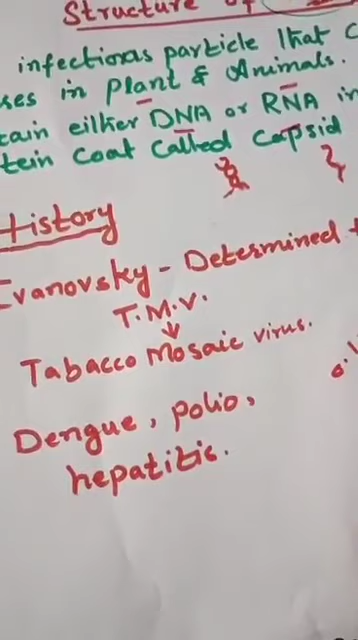 Structure of
infectious particle that C
ses in Plant & Animals.
tain either DNA or RNA in
tein coat called Capsid
History
Ivanovsky - Determined t
T.M.V.
↓
Tabacco Mosaic virus.
Dengue, polio,
hepatitis.